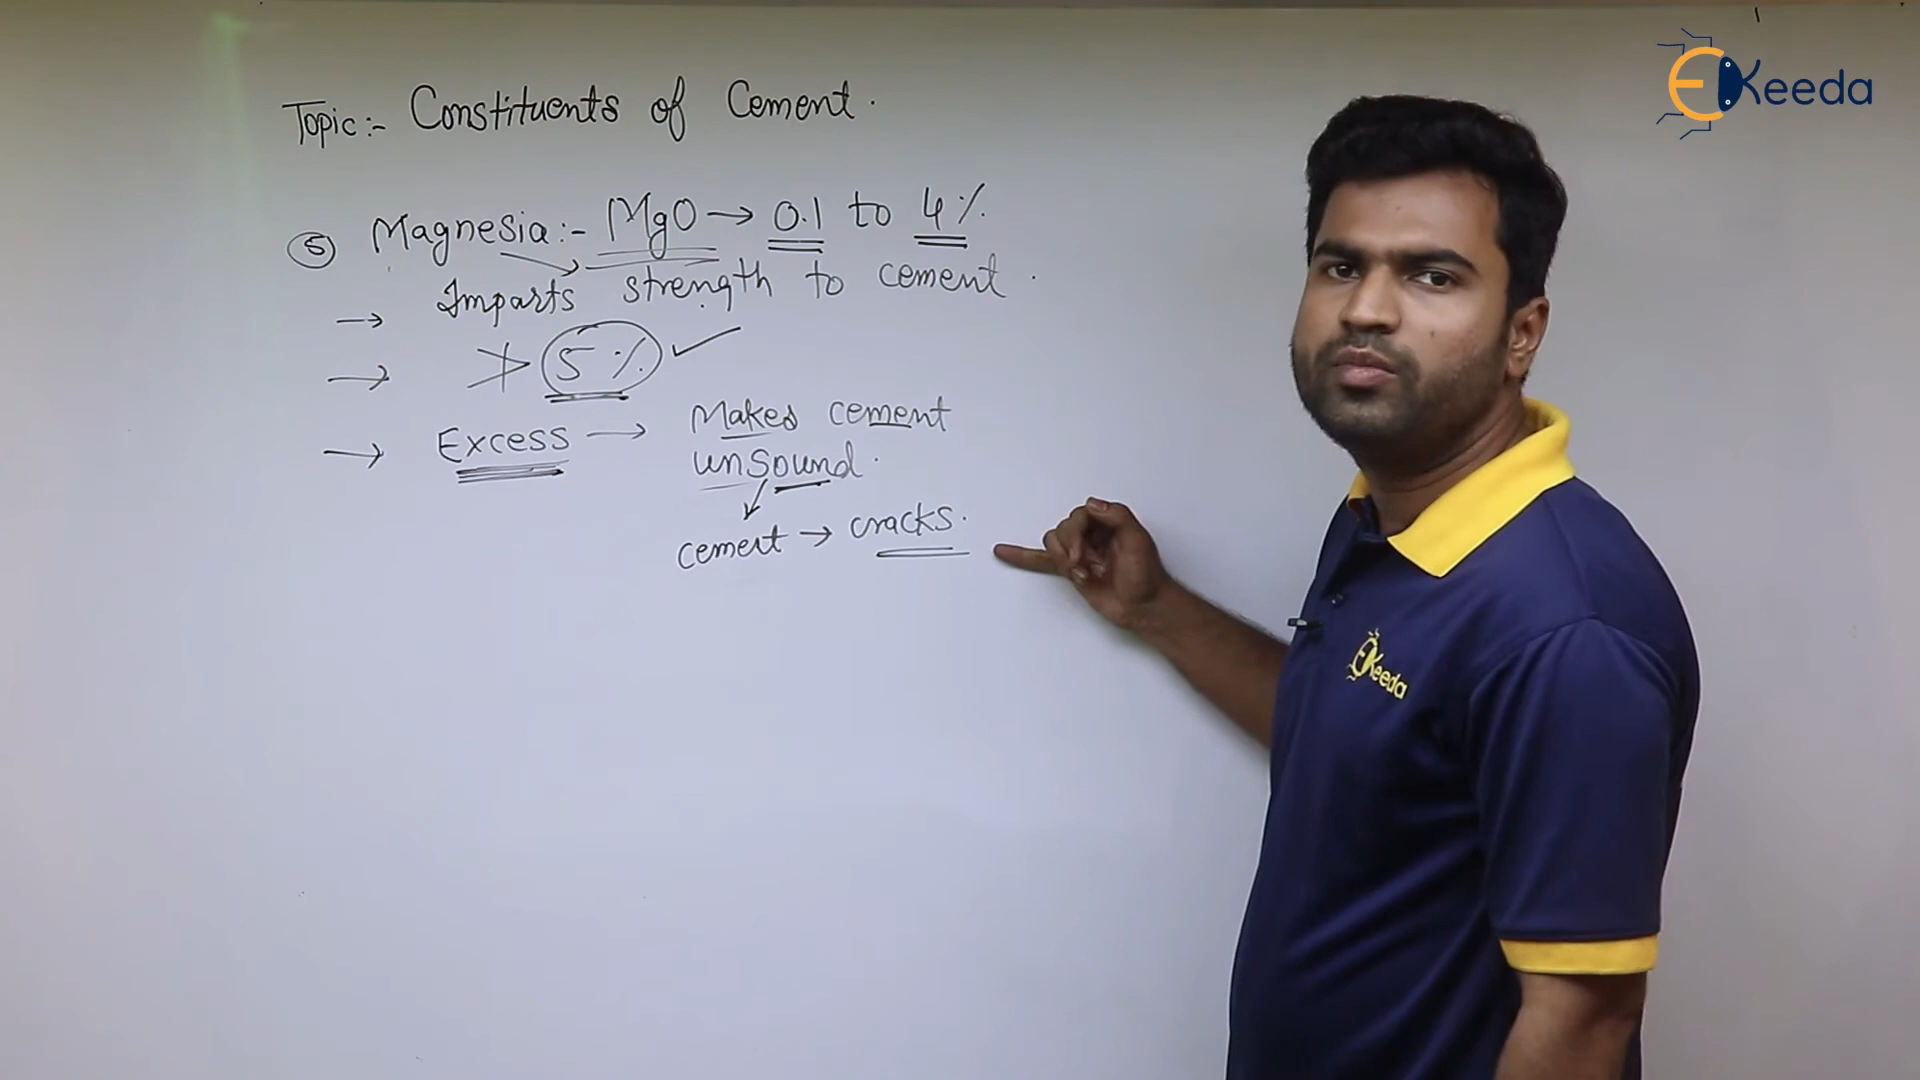 Topic:- Constituents of Cement.
⑤ Magnesia:- MgO → 0.1 to 4%
→ Imparts strength to cement.
→ ≯ 5% ✓
→ Excess → Makes cement
unsound.
cement → cracks.
EKeeda
EKeeda